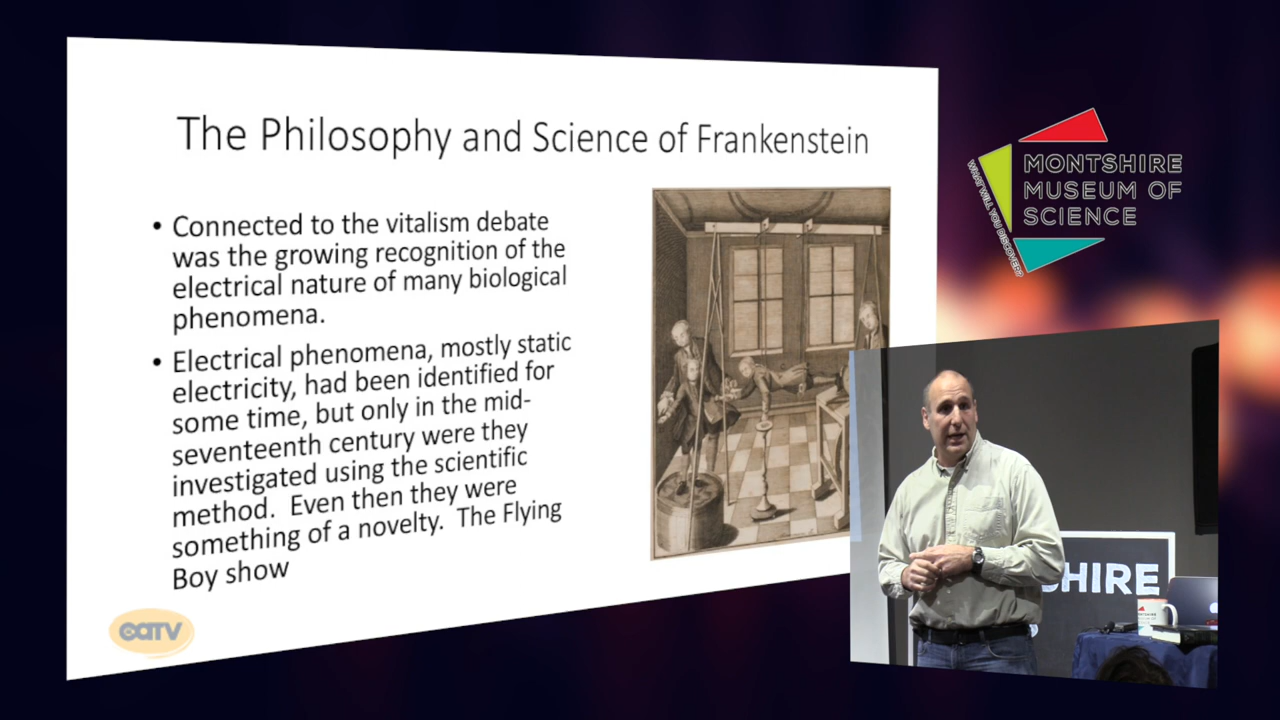 The Philosophy and Science of Frankenstein
• Connected to the vitalism debate
was the growing recognition of the
electrical nature of many biological
phenomena.
• Electrical phenomena, mostly static
electricity, had been identified for
some time, but only in the mid-
seventeenth century were they
investigated using the scientific
method.  Even then they were
something of a novelty.  The Flying
Boy show
CATV
MONTSHIRE
MUSEUM OF
SCIENCE
WHAT WILL YOU DISCOVER?
SHIRE